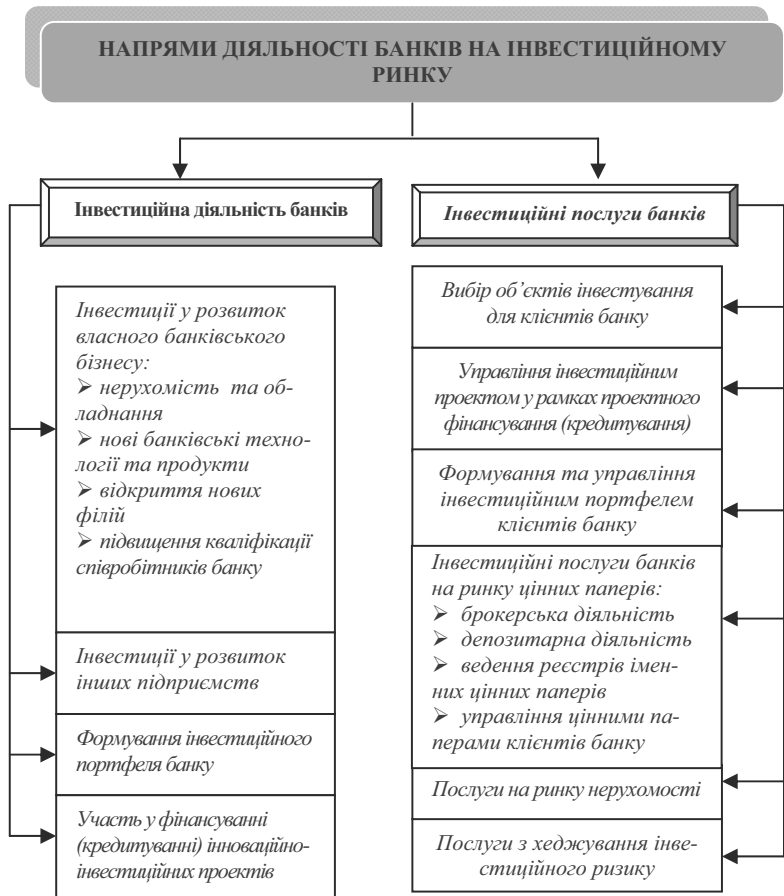 НАПРЯМИ ДІЯЛЬНОСТІ БАНКІВ НА ІНВЕСТИЦІЙНОМУ
РИНКУ
Інвестиційна діяльність банків
Інвестиції у розвиток
власного банківського
бізнесу:
➢ нерухомість та об-
ладнання
➢ нові банківські техно-
логії та продукти
➢ відкриття нових
філій
➢ підвищення кваліфікації
співробітників банку
Інвестиції у розвиток
інших підприємств
Формування інвестиційного
портфеля банку
Участь у фінансуванні
(кредитуванні) інноваційно-
інвестиційних проектів
Інвестиційні послуги банків
Вибір об’єктів інвестування
для клієнтів банку
Управління інвестиційним
проектом у рамках проектного
фінансування (кредитування)
Формування та управління
інвестиційним портфелем
клієнтів банку
Інвестиційні послуги банків
на ринку цінних паперів:
➢ брокерська діяльність
➢ депозитарна діяльність
➢ ведення реєстрів імен-
них цінних паперів
➢ управління цінними па-
перами клієнтів банку
Послуги на ринку нерухомості
Послуги з хеджування інве-
стиційного ризику